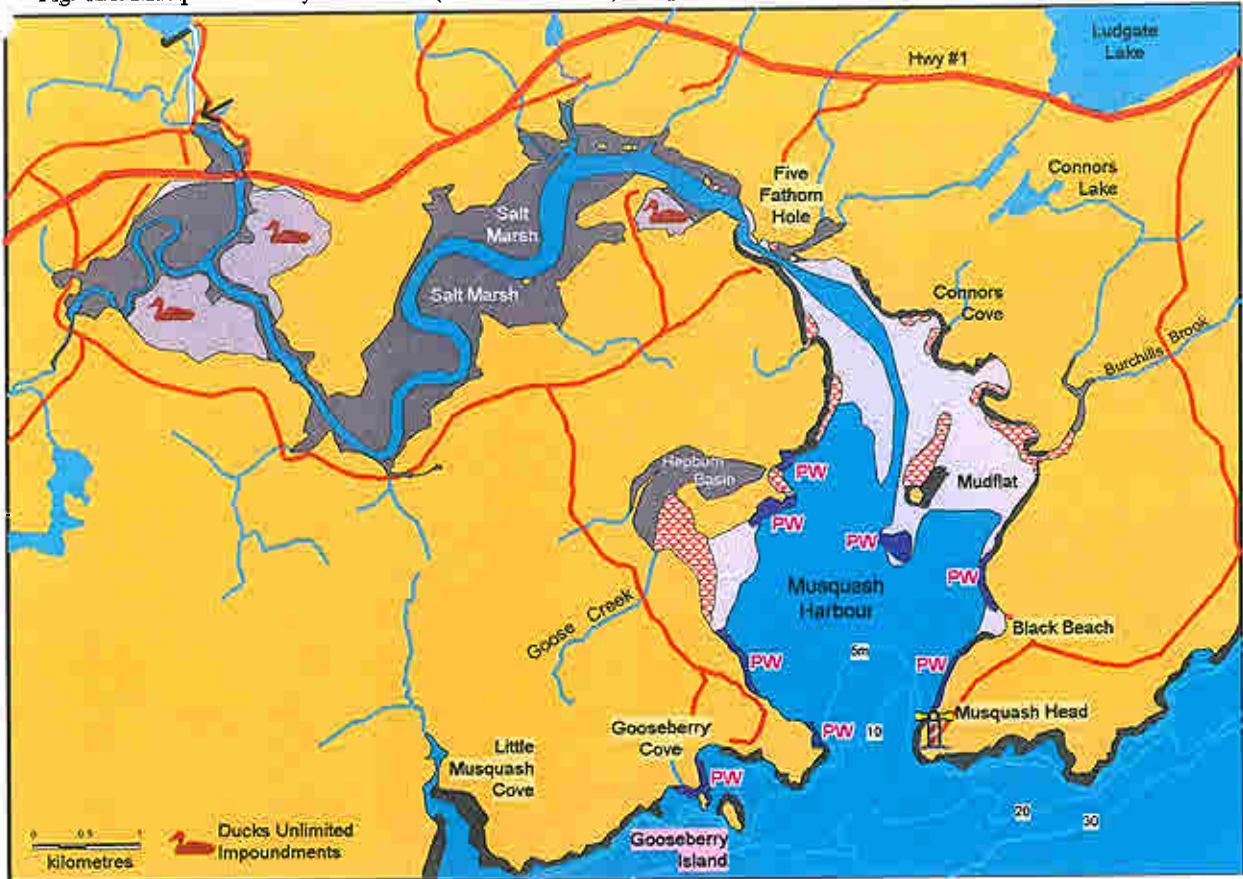 Ludgate
Lake
Hwy #1
Five
Fathom
Hole
Connors
Lake
Salt
Marsh
Salt Marsh
Connors
Cove
Burchills Brook
Hepburn
Basin
PW
Mudflat
PW
PW
PW
Musquash
Harbour
Goose Creek
Black Beach
5m
PW
PW
Musquash Head
Gooseberry
Cove
PW
10
Little
Musquash
Cove
PW
20
30
0 0.5 1
kilometres
Ducks Unlimited
Impoundments
Gooseberry
Island